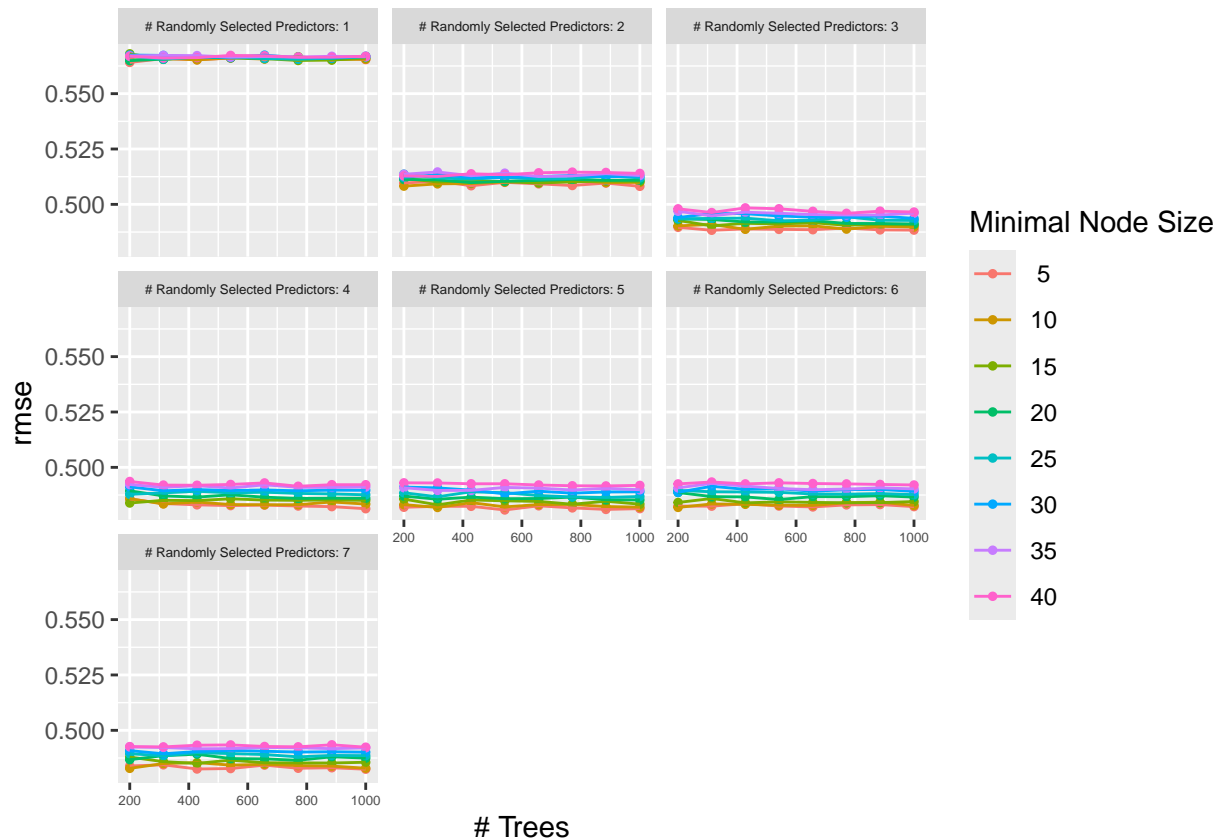 # Randomly Selected Predictors: 1
# Randomly Selected Predictors: 2
# Randomly Selected Predictors: 3
0.550
0.525
0.500
# Randomly Selected Predictors: 4
# Randomly Selected Predictors: 5
# Randomly Selected Predictors: 6
0.550
0.525
0.500
200 400 600 800 1000
200 400 600 800 1000
# Randomly Selected Predictors: 7
0.550
0.525
0.500
200 400 600 800 1000
rmse
# Trees
Minimal Node Size
5
10
15
20
25
30
35
40